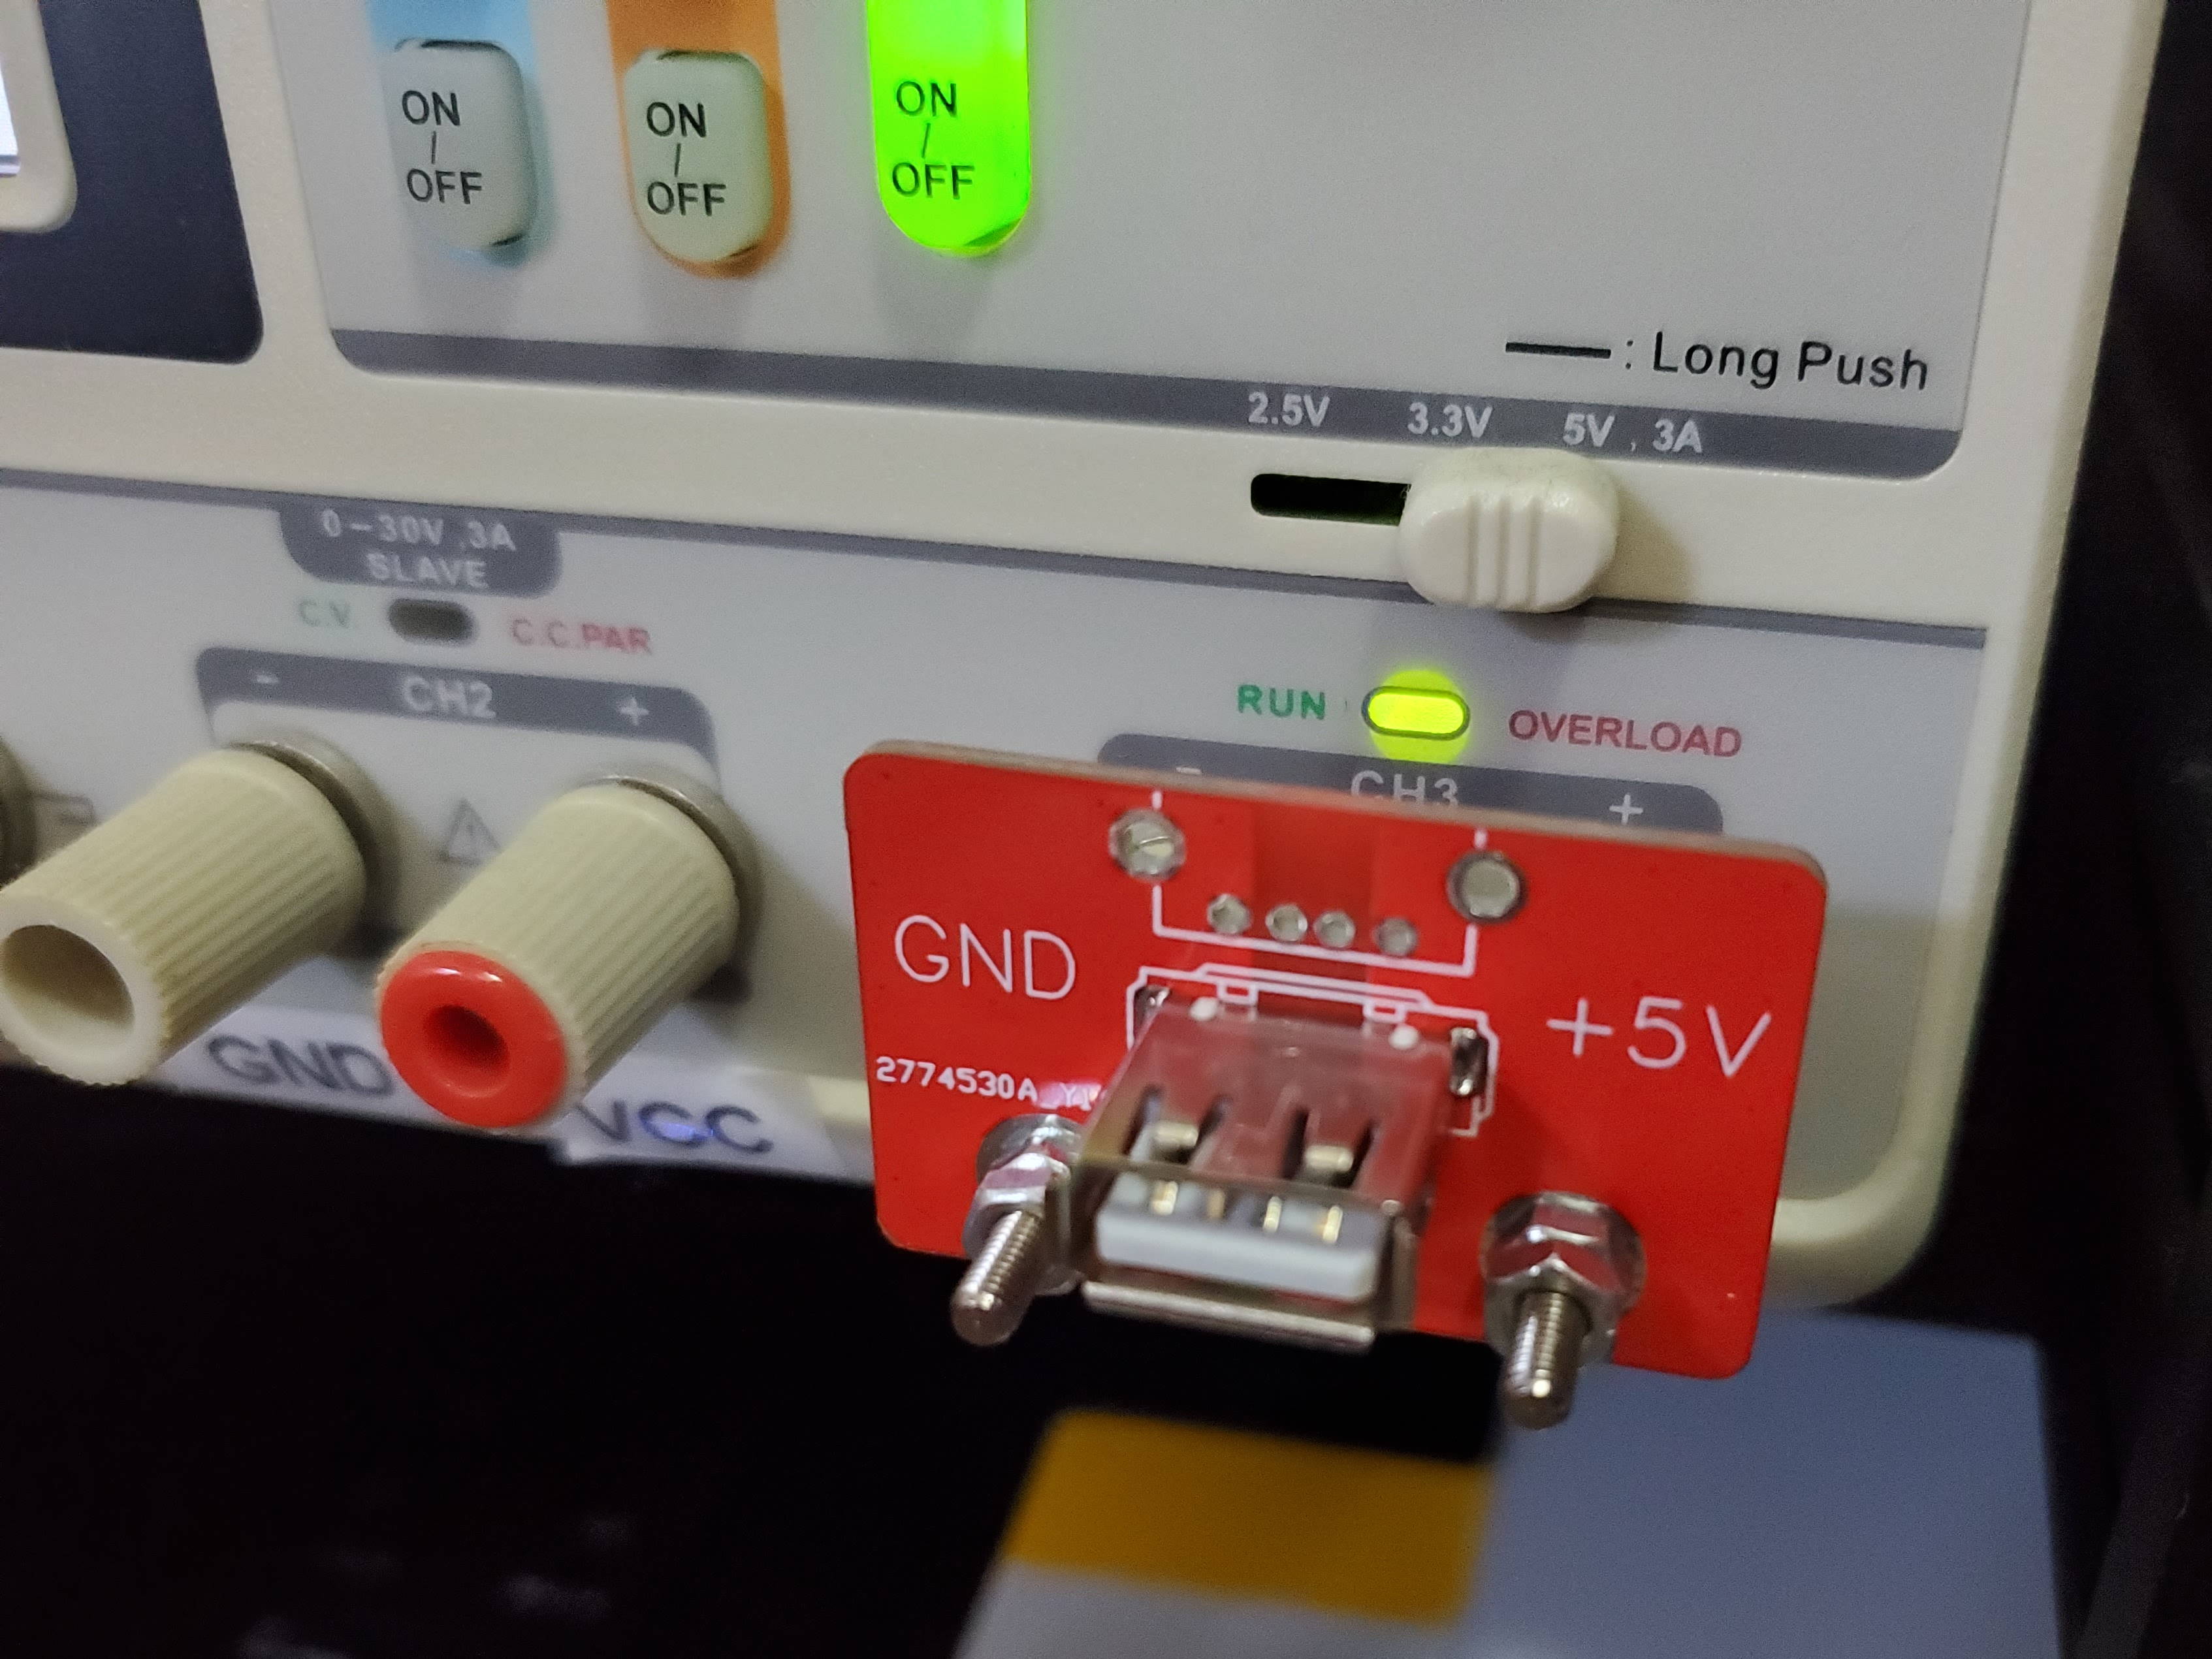 ON
/
OFF
ON
/
OFF
ON
/
OFF
— : Long Push
2.5V 3.3V 5V , 3A
0-30V ,3A
SLAVE
C.V C.C.PAR
- CH2 +
RUN OVERLOAD
- CH3 +
GND
+5V
2774530A
GND
VCC